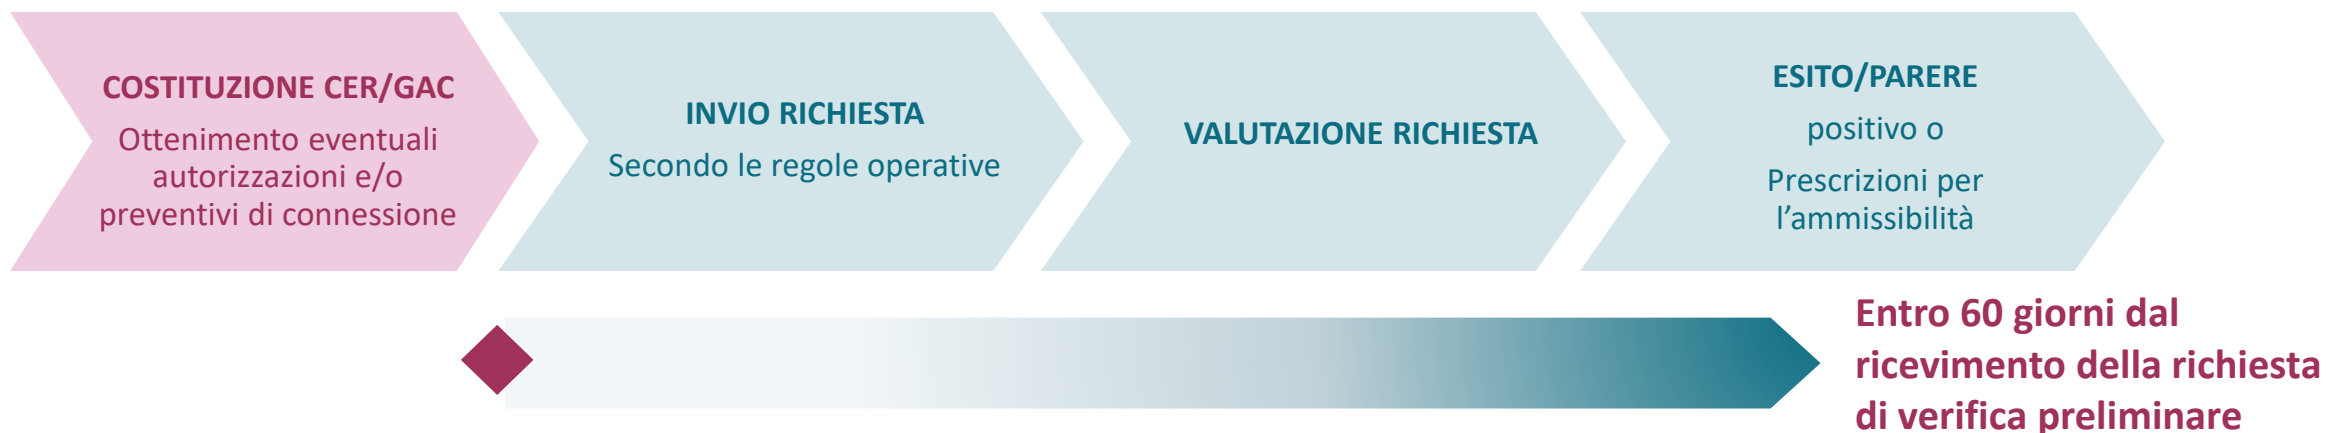 COSTITUZIONE CER/GAC
Ottenimento eventuali
autorizzazioni e/o
preventivi di connessione
INVIO RICHIESTA
Secondo le regole operative
VALUTAZIONE RICHIESTA
ESITO/PARERE
positivo o
Prescrizioni per
l’ammissibilità
Entro 60 giorni dal
ricevimento della richiesta
di verifica preliminare